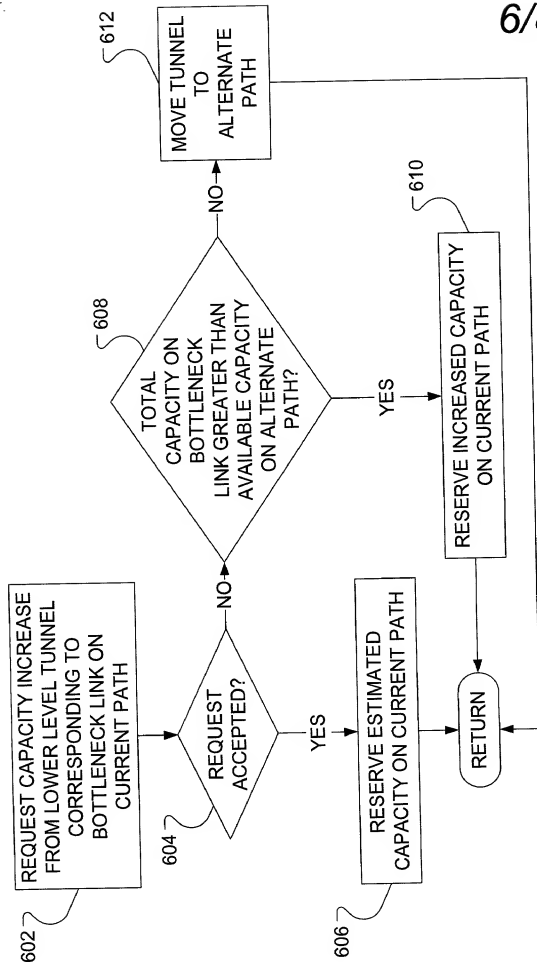 6/
602
REQUEST CAPACITY INCREASE
FROM LOWER LEVEL TUNNEL
CORRESPONDING TO
BOTTLENECK LINK ON
CURRENT PATH
604
REQUEST
ACCEPTED?
NO
YES
606
RESERVE ESTIMATED
CAPACITY ON CURRENT PATH
608
TOTAL
CAPACITY ON
BOTTLENECK
LINK GREATER THAN
AVAILABLE CAPACITY
ON ALTERNATE
PATH?
NO
YES
612
MOVE TUNNEL
TO
ALTERNATE
PATH
610
RESERVE INCREASED CAPACITY
ON CURRENT PATH
RETURN